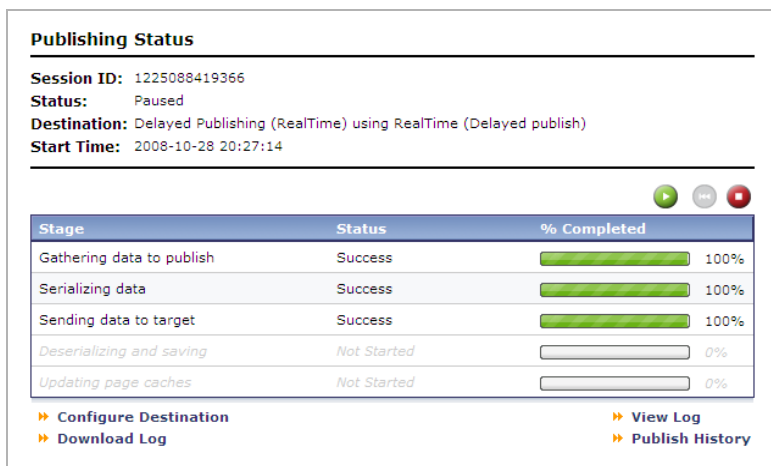 Publishing Status
Session ID: 1225088419366
Status: Paused
Destination: Delayed Publishing (RealTime) using RealTime (Delayed publish)
Start Time: 2008-10-28 20:27:14
Stage Status % Completed
Gathering data to publish Success 100%
Serializing data Success 100%
Sending data to target Success 100%
Deserializing and saving Not Started 0%
Updating page caches Not Started 0%
Configure Destination View Log
Download Log Publish History